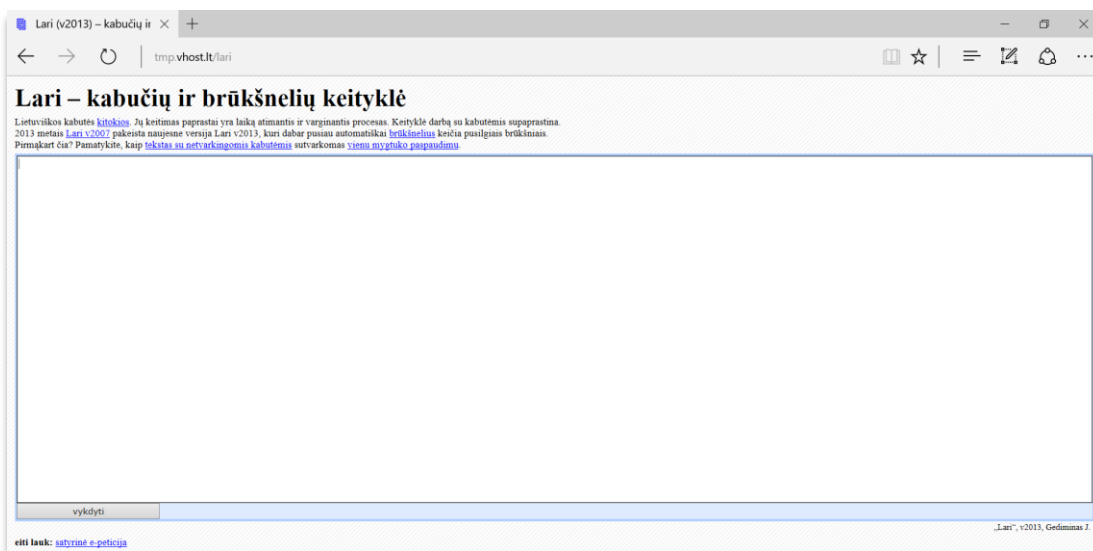 Lari (v2013) – kabučių ir
tmp.vhost.lt/lari
Lari – kabučių ir brūkšnelių keityklė
Lietuviškos kabutės kitokios. Jų keitimas paprastai yra laiką atimantis ir varginantis procesas. Keityklė darbą su kabutėmis supaprastina.
2013 metais Lari v2007 pakeista naujesne versija Lari v2013, kuri dabar pusiau automatiškai brūkšnelius keičia pusilgiais brūkšniais.
Pirmąkart čia? Pamatykite, kaip tekstas su netvarkingomis kabutėmis sutvarkomas vienu mygtuko paspaudimu.
vykdyti
„Lari“, v2013, Gediminas J.
eiti lauk: satyrinė e-peticija